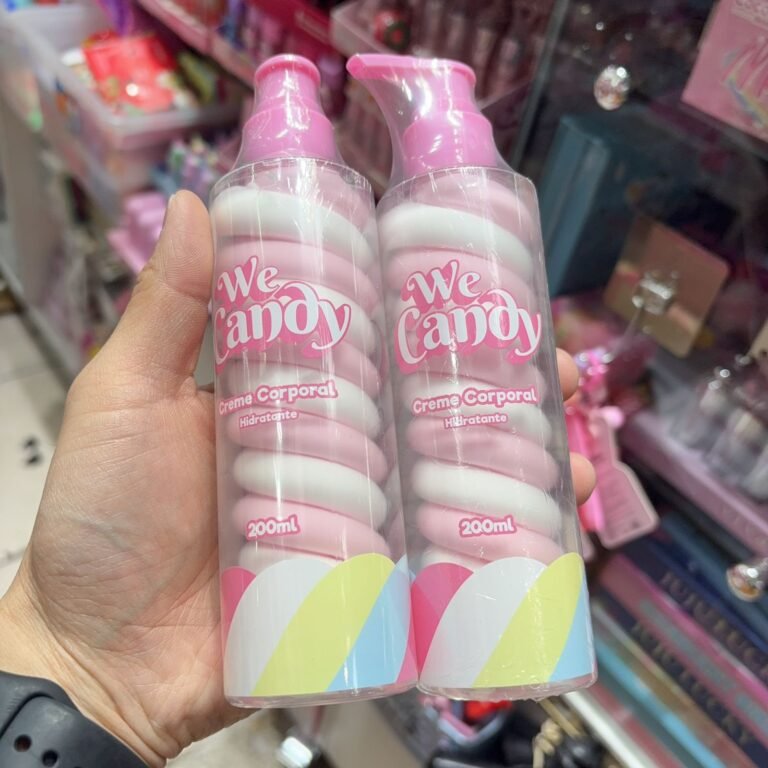 We
Candy
Creme Corporal
Hidratante
200ml
We
Candy
Creme Corporal
Hidratante
200ml